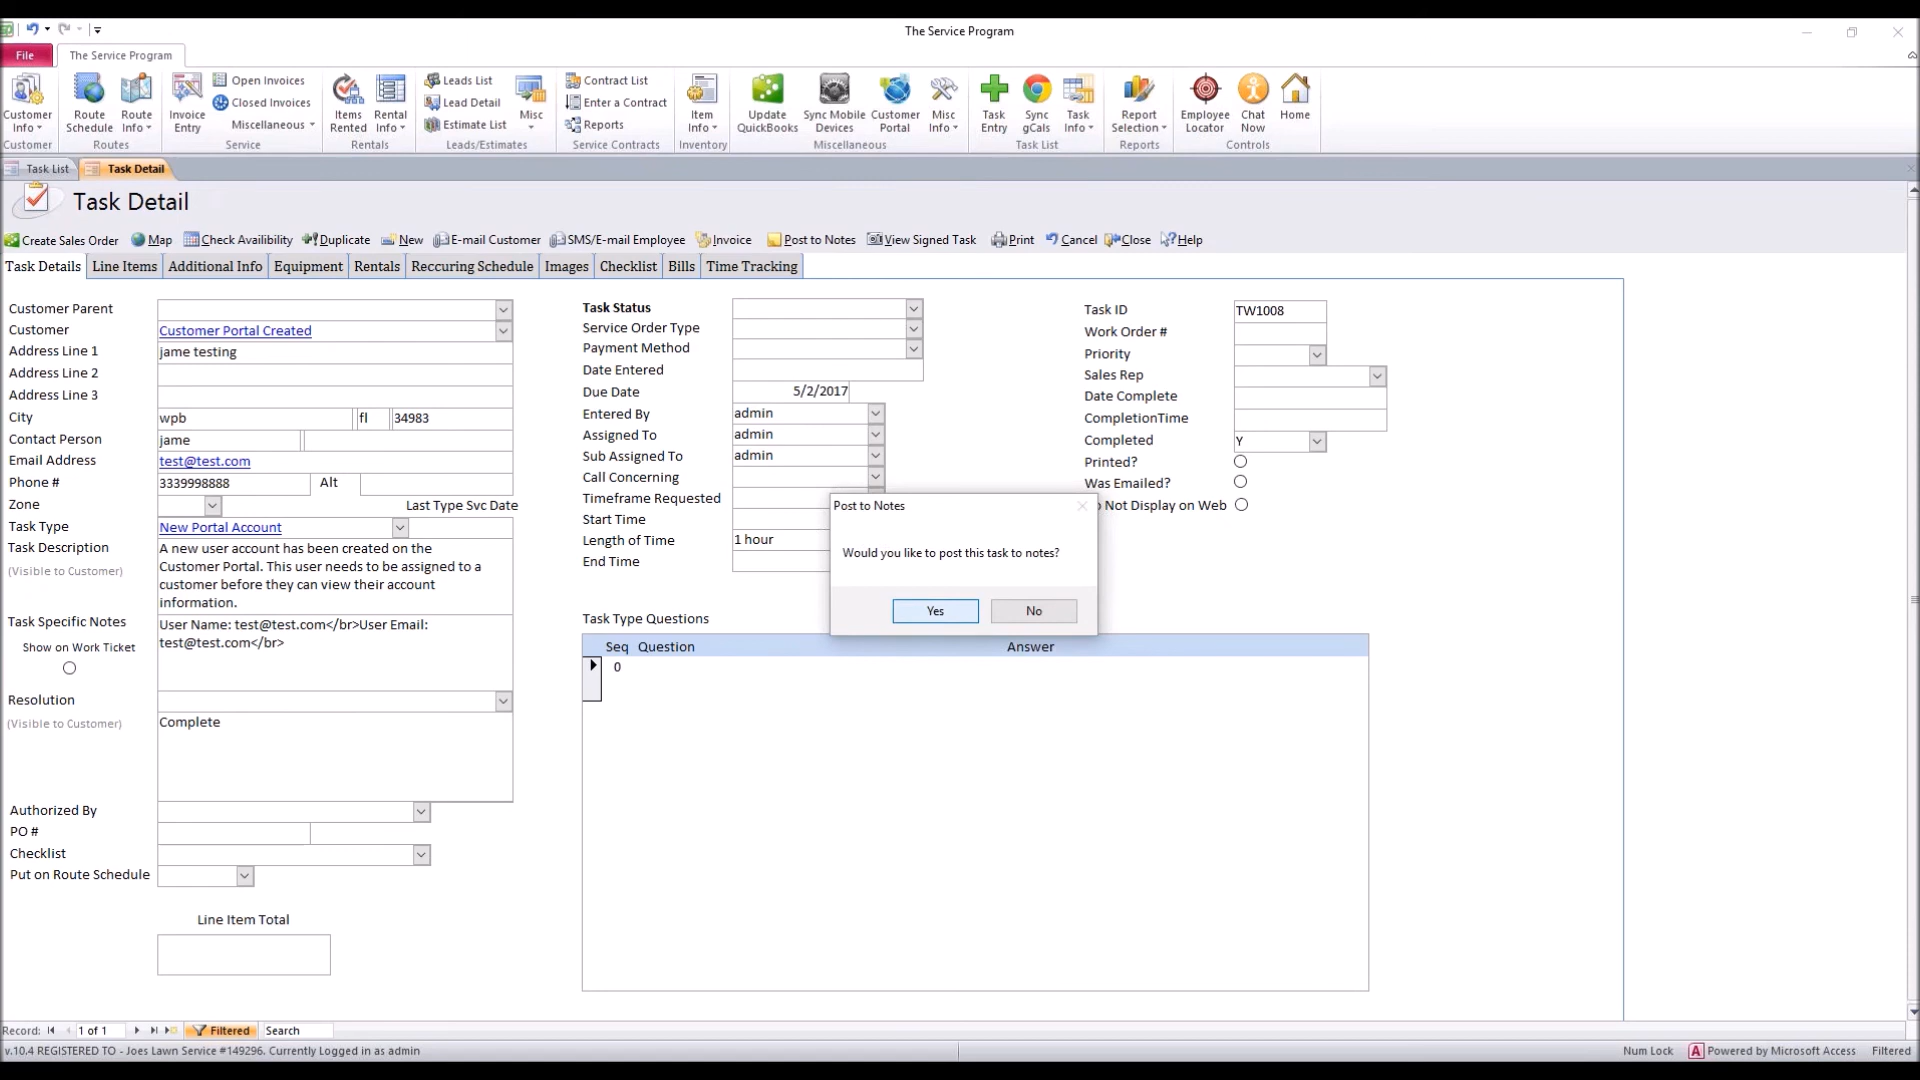 The Service Program
File
The Service Program
Customer Info
Route Schedule
Route Info
Invoice Entry
Open Invoices
Closed Invoices
Miscellaneous
Items Rented
Rental Info
Leads List
Lead Detail
Estimate List
Misc
Contract List
Enter a Contract
Reports
Item Info
Update QuickBooks
Sync Mobile Devices
Customer Portal
Misc Info
Task Entry
Sync gCals
Task Info
Report Selection
Employee Locator
Chat Now
Home
Customer
Routes
Service
Rentals
Leads/Estimates
Service Contracts
Inventory
Miscellaneous
Task List
Reports
Controls
Task List
Task Detail
Task Detail
Create Sales Order
Map
Check Availibility
Duplicate
New
E-mail Customer
SMS/E-mail Employee
Invoice
Post to Notes
View Signed Task
Print
Cancel
Close
Help
Task Details
Line Items
Additional Info
Equipment
Rentals
Reccuring Schedule
Images
Checklist
Bills
Time Tracking
Customer Parent
Customer Customer Portal Created
Address Line 1 jame testing
Address Line 2
Address Line 3
City wpb fl 34983
Contact Person jame
Email Address test@test.com
Phone # 3339998888 Alt
Zone Last Type Svc Date
Task Type New Portal Account
Task Description
(Visible to Customer)
A new user account has been created on the
Customer Portal. This user needs to be assigned to a
customer before they can view their account
information.
Task Specific Notes
User Name: test@test.com</br>User Email:
test@test.com</br>
Show on Work Ticket
Resolution
(Visible to Customer)
Complete
Authorized By
PO #
Checklist
Put on Route Schedule
Line Item Total
Task Status
Service Order Type
Payment Method
Date Entered
Due Date 5/2/2017
Entered By admin
Assigned To admin
Sub Assigned To admin
Call Concerning
Timeframe Requested
Start Time
Length of Time 1 hour
End Time
Task ID TW1008
Work Order #
Priority
Sales Rep
Date Complete
CompletionTime
Completed Y
Printed?
Was Emailed?
Not Display on Web
Post to Notes
Would you like to post this task to notes?
Yes
No
Task Type Questions
Seq Question Answer
0
Record: 1 of 1 Filtered Search
v.10.4 REGISTERED TO - Joes Lawn Service #149296. Currently Logged in as admin
Num Lock
Powered by Microsoft Access
Filtered